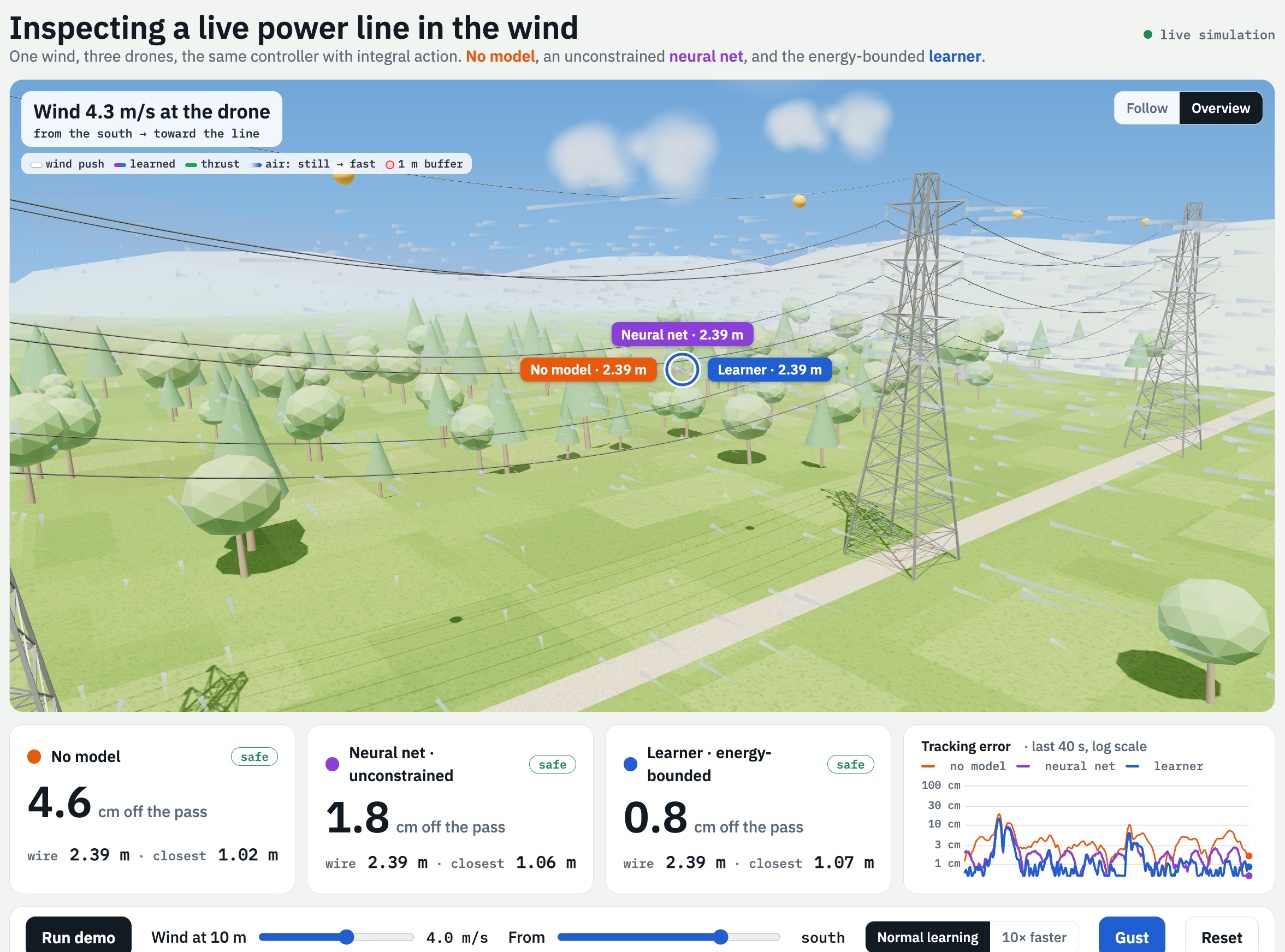 Inspecting a live power line in the wind
live simulation
One wind, three drones, the same controller with integral action. No model, an unconstrained neural net, and the energy-bounded learner.
Wind 4.3 m/s at the drone
from the south → toward the line
Follow
Overview
wind push
learned
thrust
air: still → fast
1 m buffer
Neural net · 2.39 m
No model · 2.39 m
Learner · 2.39 m
No model
safe
4.6 cm off the pass
wire 2.39 m · closest 1.02 m
Neural net ·
unconstrained
safe
1.8 cm off the pass
wire 2.39 m · closest 1.06 m
Learner · energy-
bounded
safe
0.8 cm off the pass
wire 2.39 m · closest 1.07 m
Tracking error · last 40 s, log scale
no model
neural net
learner
100 cm
30 cm
10 cm
3 cm
1 cm
Run demo
Wind at 10 m
4.0 m/s
From
south
Normal learning
10× faster
Gust
Reset